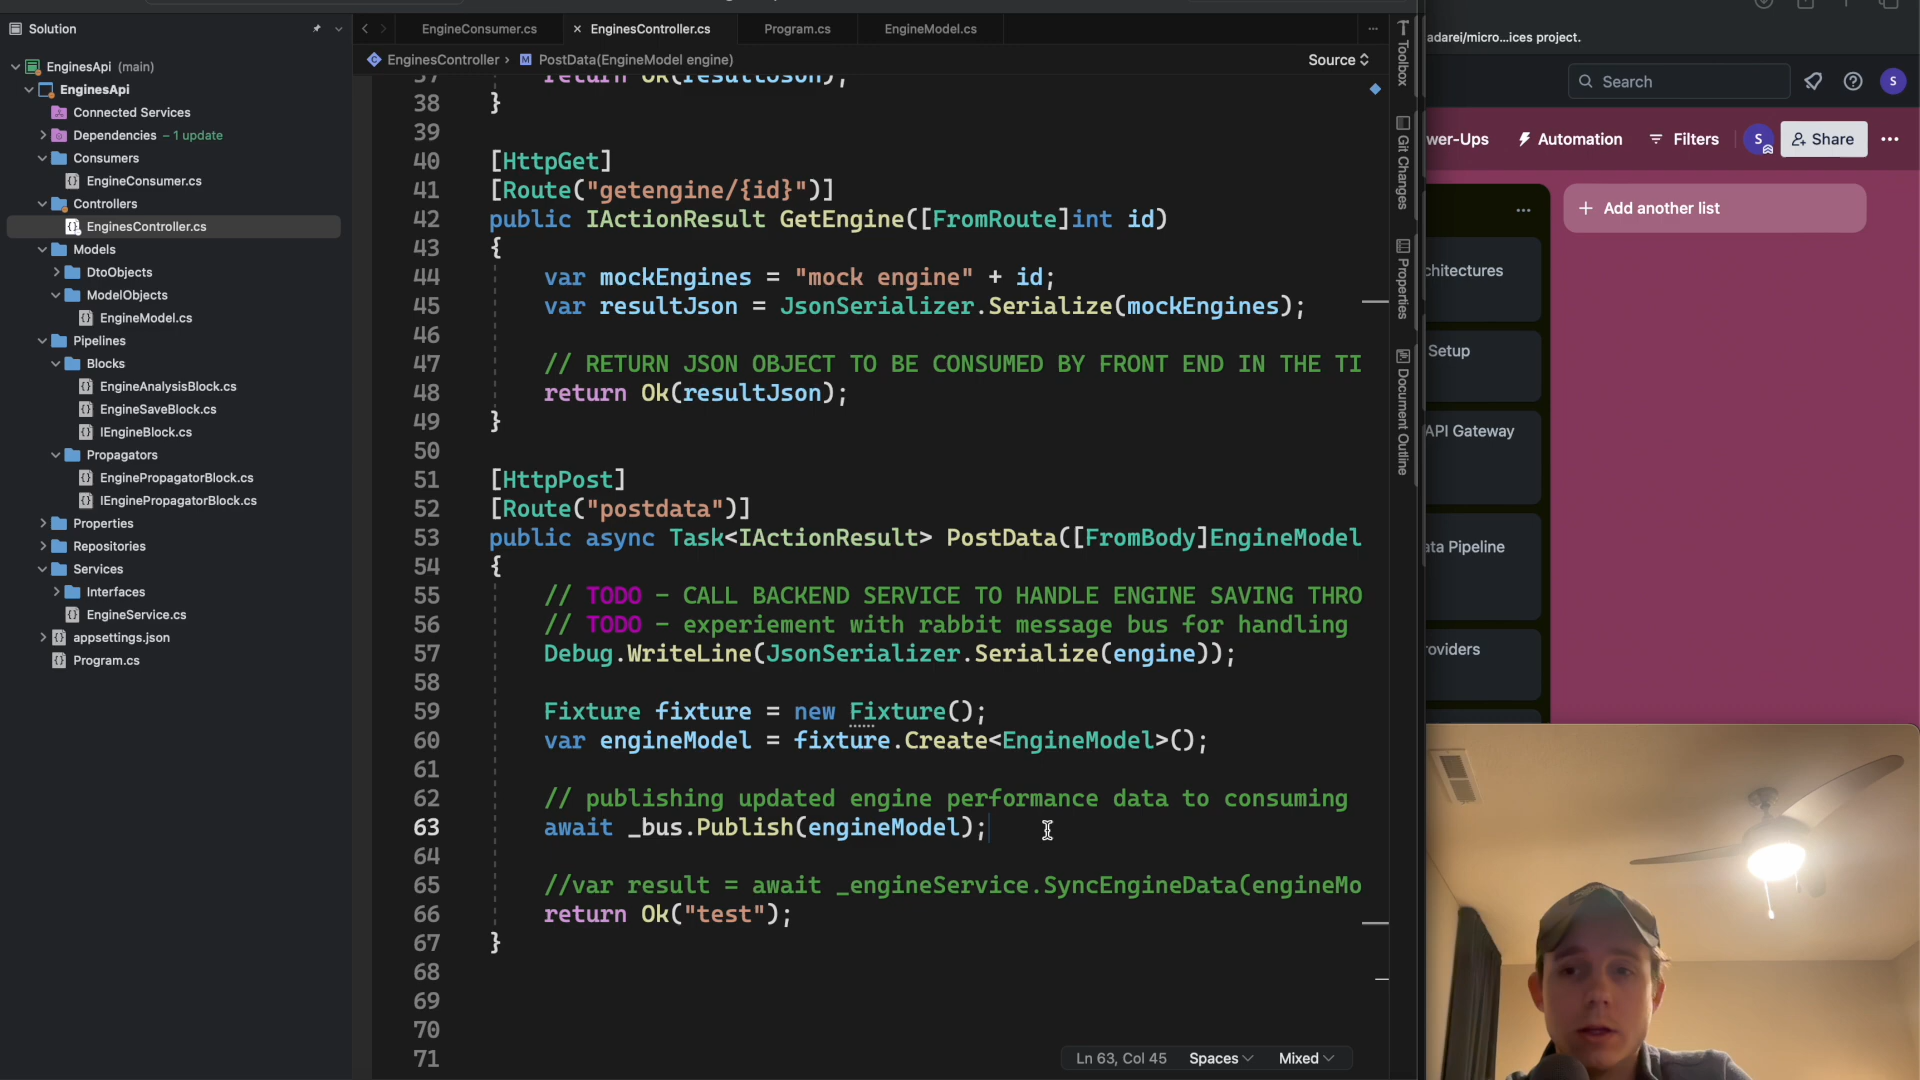 Solution
EnginesApi (main)
EnginesApi
Connected Services
Dependencies – 1 update
Consumers
EngineConsumer.cs
Controllers
EnginesController.cs
Models
DtoObjects
ModelObjects
EngineModel.cs
Pipelines
Blocks
EngineAnalysisBlock.cs
EngineSaveBlock.cs
IEngineBlock.cs
Propagators
EnginePropagatorBlock.cs
IEnginePropagatorBlock.cs
Properties
Repositories
Services
Interfaces
EngineService.cs
appsettings.json
Program.cs
EngineConsumer.cs
EnginesController.cs
Program.cs
EngineModel.cs
EnginesController › PostData(EngineModel engine)
Source
37 return Ok(resultJson);
38 }
39
40 [HttpGet]
41 [Route("getengine/{id}")]
42 public IActionResult GetEngine([FromRoute]int id)
43 {
44 var mockEngines = "mock engine" + id;
45 var resultJson = JsonSerializer.Serialize(mockEngines);
46
47 // RETURN JSON OBJECT TO BE CONSUMED BY FRONT END IN THE TI
48 return Ok(resultJson);
49 }
50
51 [HttpPost]
52 [Route("postdata")]
53 public async Task<IActionResult> PostData([FromBody]EngineModel
54 {
55 // TODO - CALL BACKEND SERVICE TO HANDLE ENGINE SAVING THRO
56 // TODO - experiement with rabbit message bus for handling
57 Debug.WriteLine(JsonSerializer.Serialize(engine));
58
59 Fixture fixture = new Fixture();
60 var engineModel = fixture.Create<EngineModel>();
61
62 // publishing updated engine performance data to consuming
63 await _bus.Publish(engineModel);
64
65 //var result = await _engineService.SyncEngineData(engineMo
66 return Ok("test");
67 }
68
69
70
71
Ln 63, Col 45
Spaces
Mixed
Toolbox
Git Changes
Properties
Document Outline
adarei/micro...ices project.
Search
S
wer-Ups
Automation
Filters
S
Share
Add another list
chitectures
Setup
API Gateway
ata Pipeline
oviders